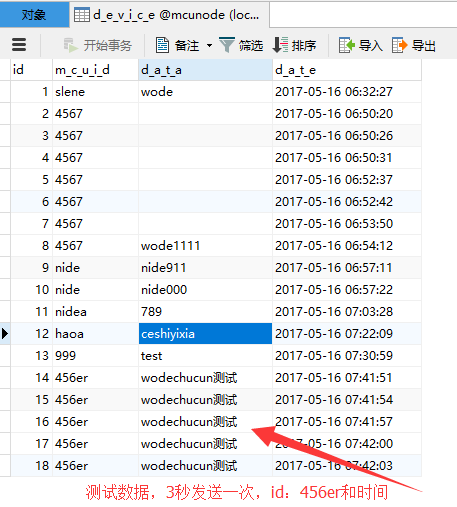 对象 d_e_v_i_c_e @mcunode (loc...
开始事务 备注 筛选 排序 导入 导出
id m_c_u_i_d d_a_t_a d_a_t_e
1 slene wode 2017-05-16 06:32:27
2 4567 2017-05-16 06:50:20
3 4567 2017-05-16 06:50:26
4 4567 2017-05-16 06:50:31
5 4567 2017-05-16 06:52:37
6 4567 2017-05-16 06:52:42
7 4567 2017-05-16 06:53:50
8 4567 wode1111 2017-05-16 06:54:12
9 nide nide911 2017-05-16 06:57:11
10 nide nide000 2017-05-16 06:57:22
11 nidea 789 2017-05-16 07:03:28
12 haoa ceshiyixia 2017-05-16 07:22:09
13 999 test 2017-05-16 07:30:59
14 456er wodechucun测试 2017-05-16 07:41:51
15 456er wodechucun测试 2017-05-16 07:41:54
16 456er wodechucun测试 2017-05-16 07:41:57
17 456er wodechucun测试 2017-05-16 07:42:00
18 456er wodechucun测试 2017-05-16 07:42:03
测试数据，3秒发送一次，id：456er和时间